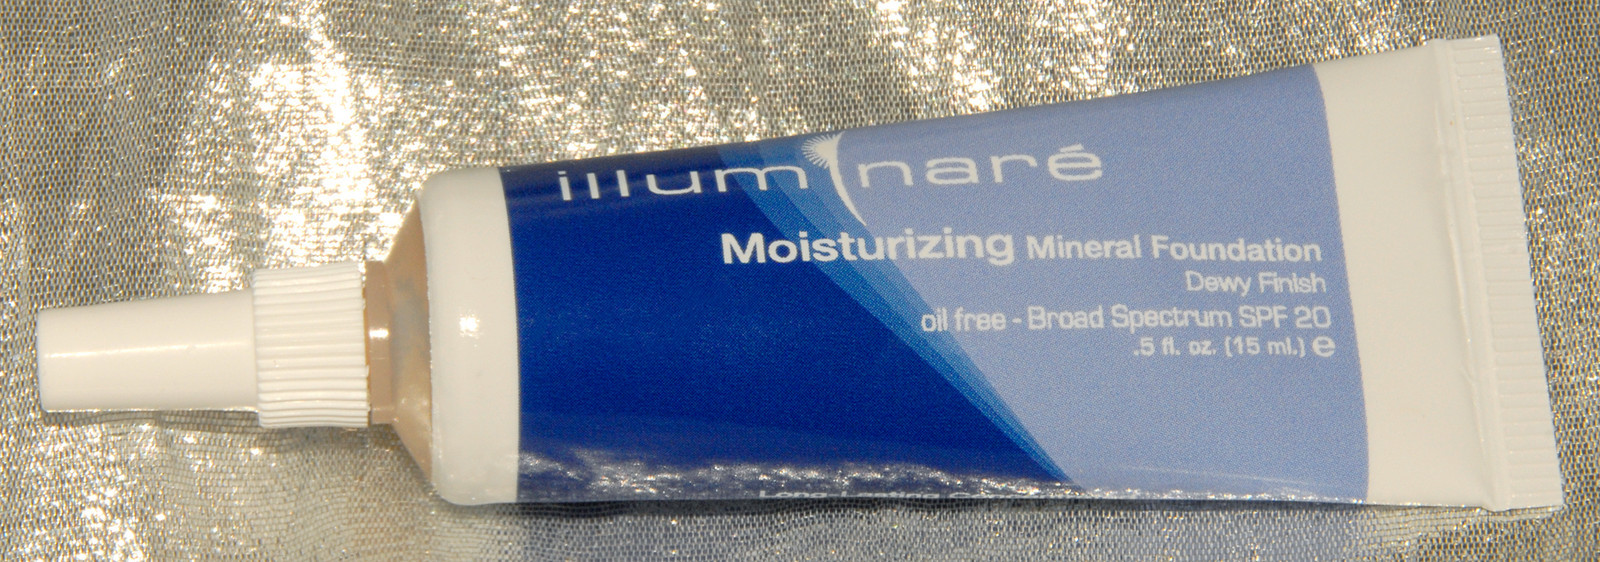 illuminaré
Moisturizing Mineral Foundation
Dewy Finish
oil free - Broad Spectrum SPF 20
.5 fl. oz. (15 ml.) e